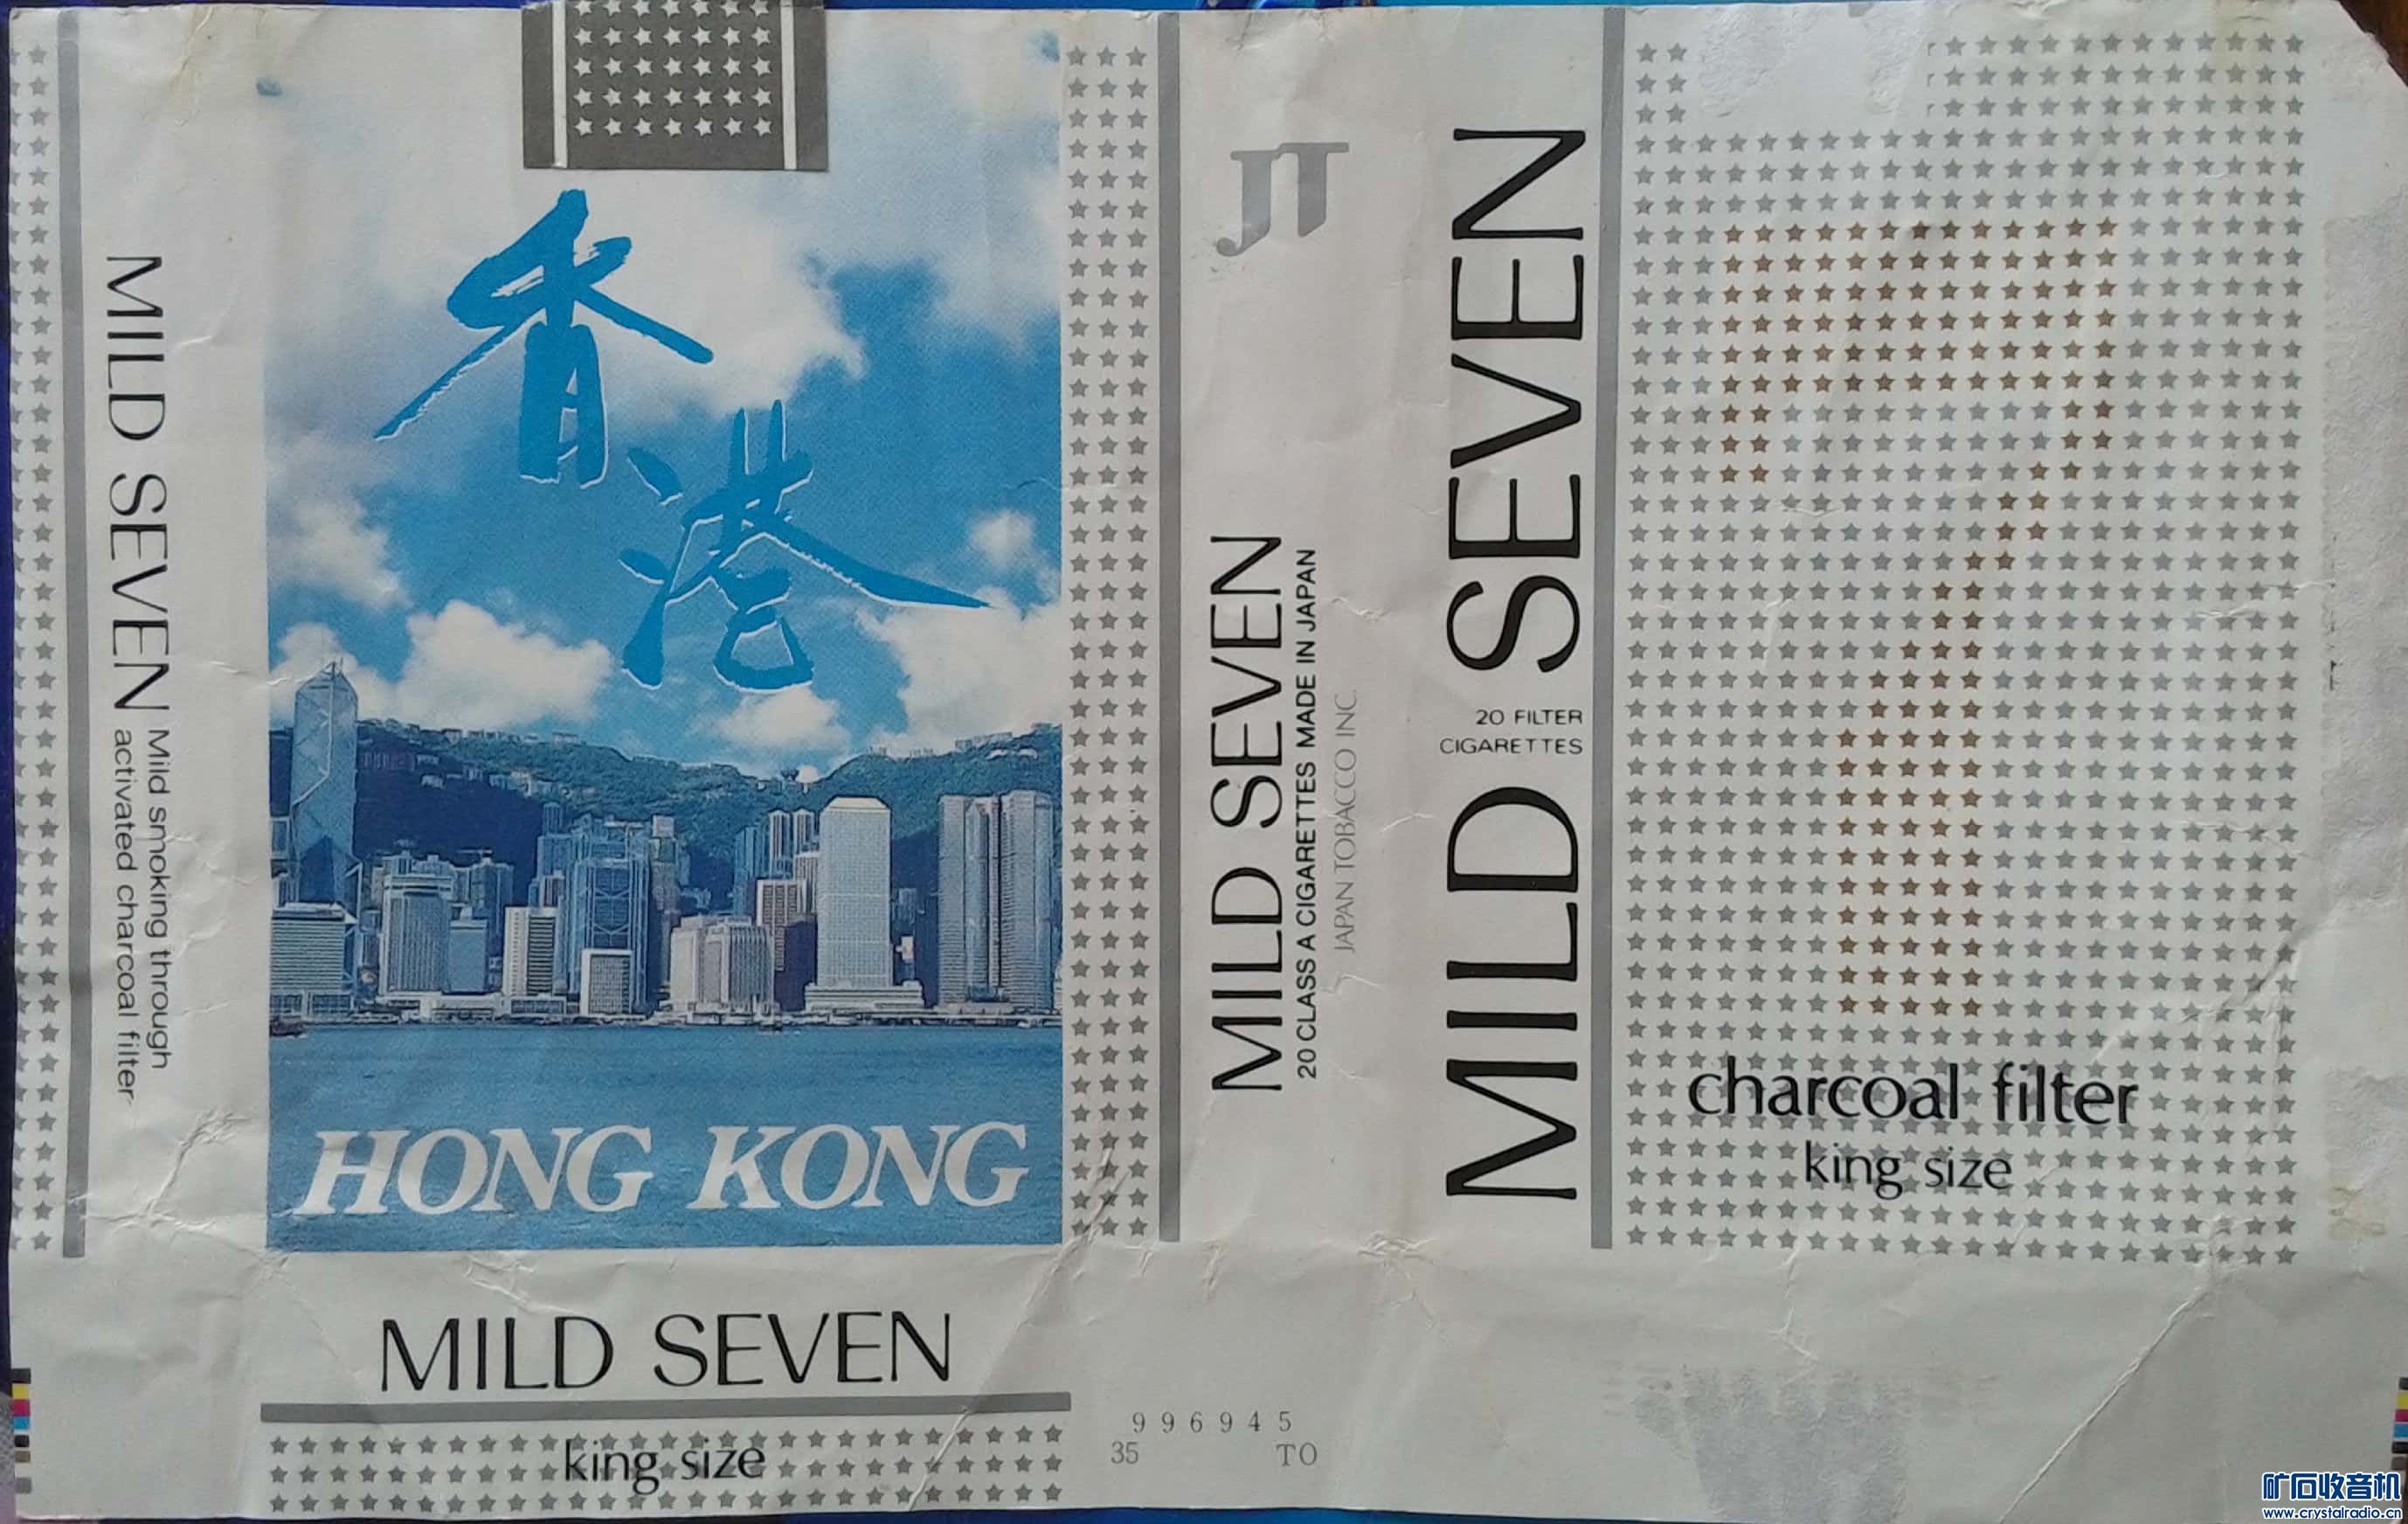 MILD SEVEN
Mild smoking through
activated charcoal filter
香
港
HONG KONG
MILD SEVEN
king size
JT
MILD SEVEN
20 CLASS A CIGARETTES MADE IN JAPAN
JAPAN TOBACCO INC.
996945
35 TO
MILD SEVEN
20 FILTER
CIGARETTES
charcoal filter
king size
矿石收音机
www.crystalradio.cn